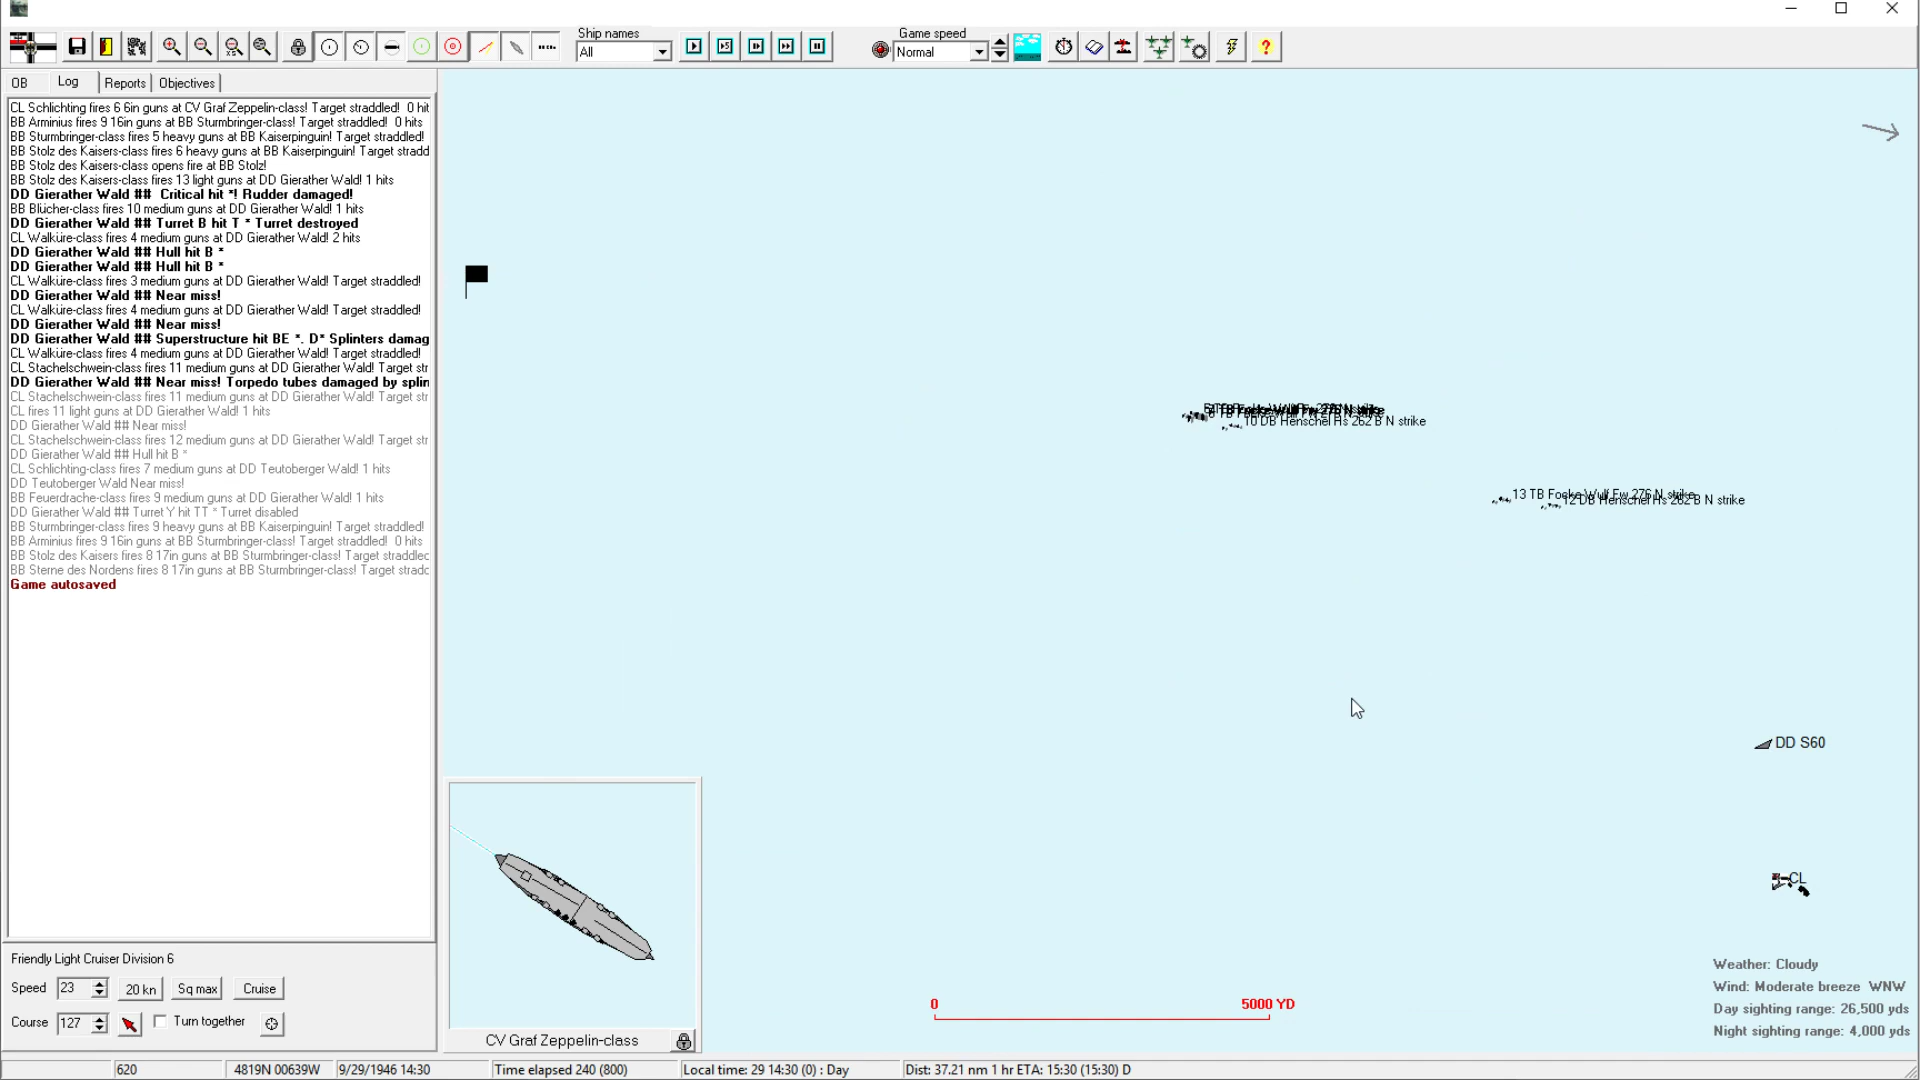 Ship names
All
Game speed
Normal
OB
Log
Reports
Objectives
CL Schlichting fires 6 6in guns at CV Graf Zeppelin-class! Target straddled!  0 hit
BB Arminius fires 9 16in guns at BB Sturmbringer-class! Target straddled!  0 hits
BB Sturmbringer-class fires 5 heavy guns at BB Kaiserpinguin! Target straddled!
BB Stolz des Kaisers-class fires 6 heavy guns at BB Kaiserpinguin! Target stradd
BB Stolz des Kaisers-class opens fire at BB Stolz!
BB Stolz des Kaisers-class fires 13 light guns at DD Gierather Wald! 1 hits
DD Gierather Wald ##  Critical hit *! Rudder damaged!
BB Blücher-class fires 10 medium guns at DD Gierather Wald! 1 hits
DD Gierather Wald ## Turret B hit T * Turret destroyed
CL Walküre-class fires 4 medium guns at DD Gierather Wald! 2 hits
DD Gierather Wald ## Hull hit B *
DD Gierather Wald ## Hull hit B *
CL Walküre-class fires 3 medium guns at DD Gierather Wald! Target straddled!
DD Gierather Wald ## Near miss!
CL Walküre-class fires 4 medium guns at DD Gierather Wald! Target straddled!
DD Gierather Wald ## Near miss!
DD Gierather Wald ## Superstructure hit BE *. D* Splinters damag
CL Walküre-class fires 4 medium guns at DD Gierather Wald! Target straddled!
CL Stachelschwein-class fires 11 medium guns at DD Gierather Wald! Target str
DD Gierather Wald ## Near miss! Torpedo tubes damaged by splin
CL Stachelschwein-class fires 11 medium guns at DD Gierather Wald! Target str
CL fires 11 light guns at DD Gierather Wald! 1 hits
DD Gierather Wald ## Near miss!
CL Stachelschwein-class fires 12 medium guns at DD Gierather Wald! Target str
DD Gierather Wald ## Hull hit B *
CL Schlichting-class fires 7 medium guns at DD Teutoberger Wald! 1 hits
DD Teutoberger Wald Near miss!
BB Feuerdrache-class fires 9 medium guns at DD Gierather Wald! 1 hits
DD Gierather Wald ## Turret Y hit TT * Turret disabled
BB Sturmbringer-class fires 9 heavy guns at BB Kaiserpinguin! Target straddled!
BB Arminius fires 9 16in guns at BB Sturmbringer-class! Target straddled!  0 hits
BB Stolz des Kaisers fires 8 17in guns at BB Sturmbringer-class! Target straddlec
BB Sterne des Nordens fires 8 17in guns at BB Sturmbringer-class! Target stradc
Game autosaved
10 DB Henschel Hs 262 B N strike
13 TB Focke Wulf Fw 276 N strike
12 DB Henschel Hs 262 B N strike
DD S60
CL
Friendly Light Cruiser Division 6
Speed 23 20 kn Sq max Cruise
Course 127 Turn together
CV Graf Zeppelin-class
0 5000 YD
Weather: Cloudy
Wind: Moderate breeze  WNW
Day sighting range: 26,500 yds
Night sighting range: 4,000 yds
620 4819N 00639W 9/29/1946 14:30 Time elapsed 240 (800) Local time: 29 14:30 (0) : Day Dist: 37.21 nm 1 hr ETA: 15:30 (15:30) D